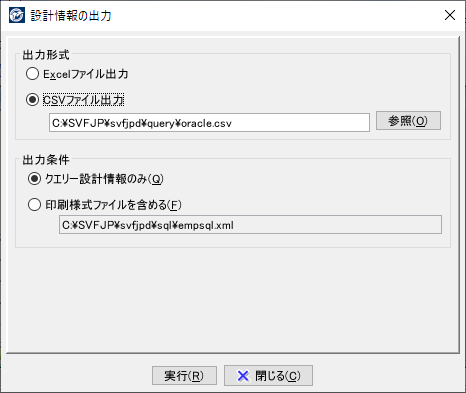 設計情報の出力
出力形式
Excelファイル出力
CSVファイル出力
C:¥SVFJP¥svfjpd¥query¥oracle.csv
参照(O)
出力条件
クエリー設計情報のみ(Q)
印刷様式ファイルを含める(F)
C:¥SVFJP¥svfjpd¥sql¥empsql.xml
実行(R)
閉じる(C)